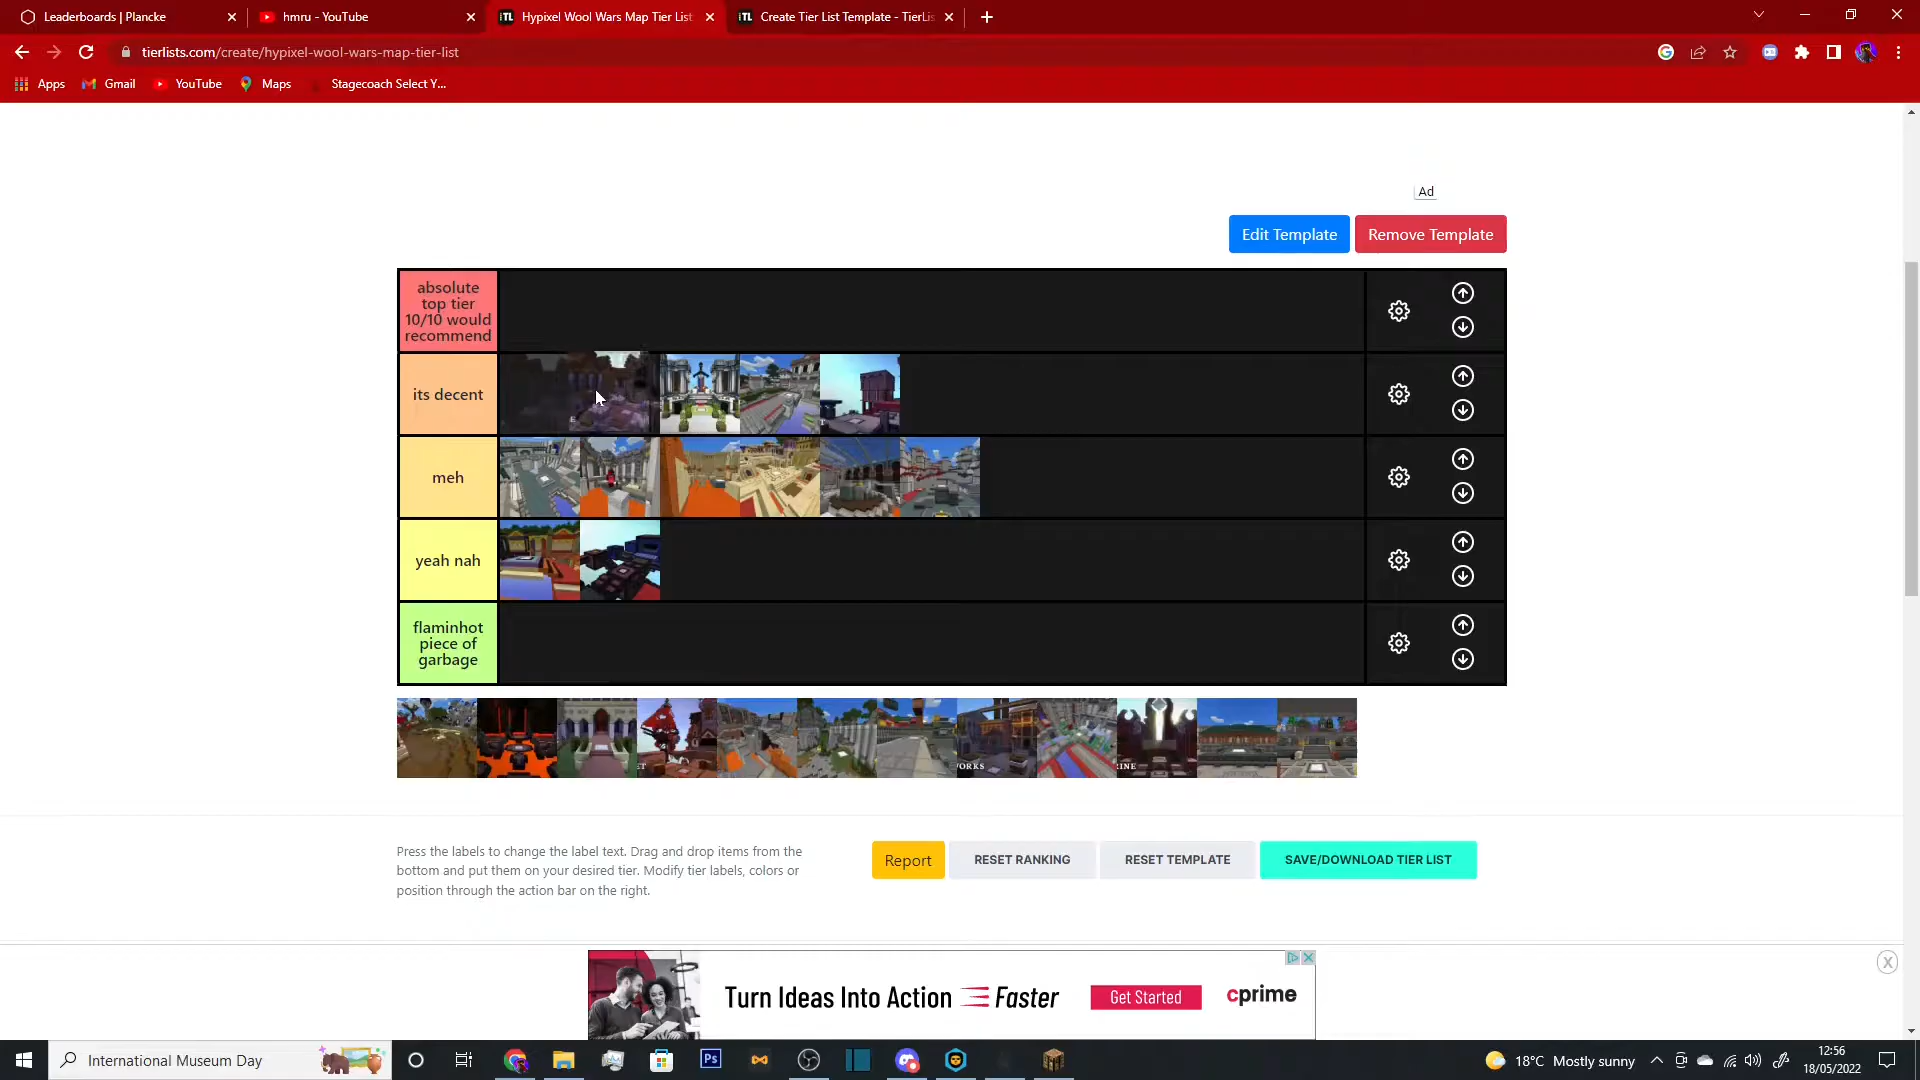 Leaderboards | Plancke
hmru - YouTube
Hypixel Wool Wars Map Tier List
Create Tier List Template - TierLis
tierlists.com/create/hypixel-wool-wars-map-tier-list
Apps
Gmail
YouTube
Maps
Stagecoach Select Y...
Ad
Edit Template
Remove Template
absolute
top tier
10/10 would
recommend
its decent
meh
yeah nah
flaminhot
piece of
garbage
ET
ORKS
INE
Press the labels to change the label text. Drag and drop items from the
bottom and put them on your desired tier. Modify tier labels, colors or
position through the action bar on the right.
Report
RESET RANKING
RESET TEMPLATE
SAVE/DOWNLOAD TIER LIST
Turn Ideas Into Action Faster
Get Started
cprime
X
International Museum Day
Ps
18°C Mostly sunny
12:56
18/05/2022